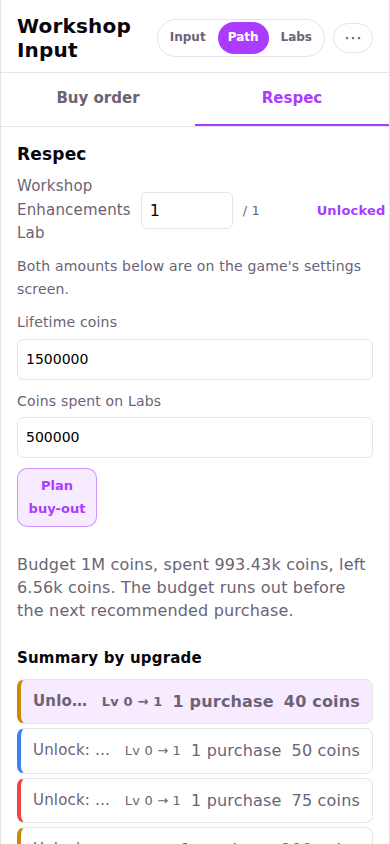 Workshop
Input
Input Path Labs ...
Buy order Respec
Respec
Workshop
Enhancements
Lab
1 / 1 Unlocked
Both amounts below are on the game's settings
screen.
Lifetime coins
1500000
Coins spent on Labs
500000
Plan
buy-out
Budget 1M coins, spent 993.43k coins, left
6.56k coins. The budget runs out before
the next recommended purchase.
Summary by upgrade
Unlo... Lv 0 → 1 1 purchase 40 coins
Unlock: ... Lv 0 → 1 1 purchase 50 coins
Unlock: ... Lv 0 → 1 1 purchase 75 coins